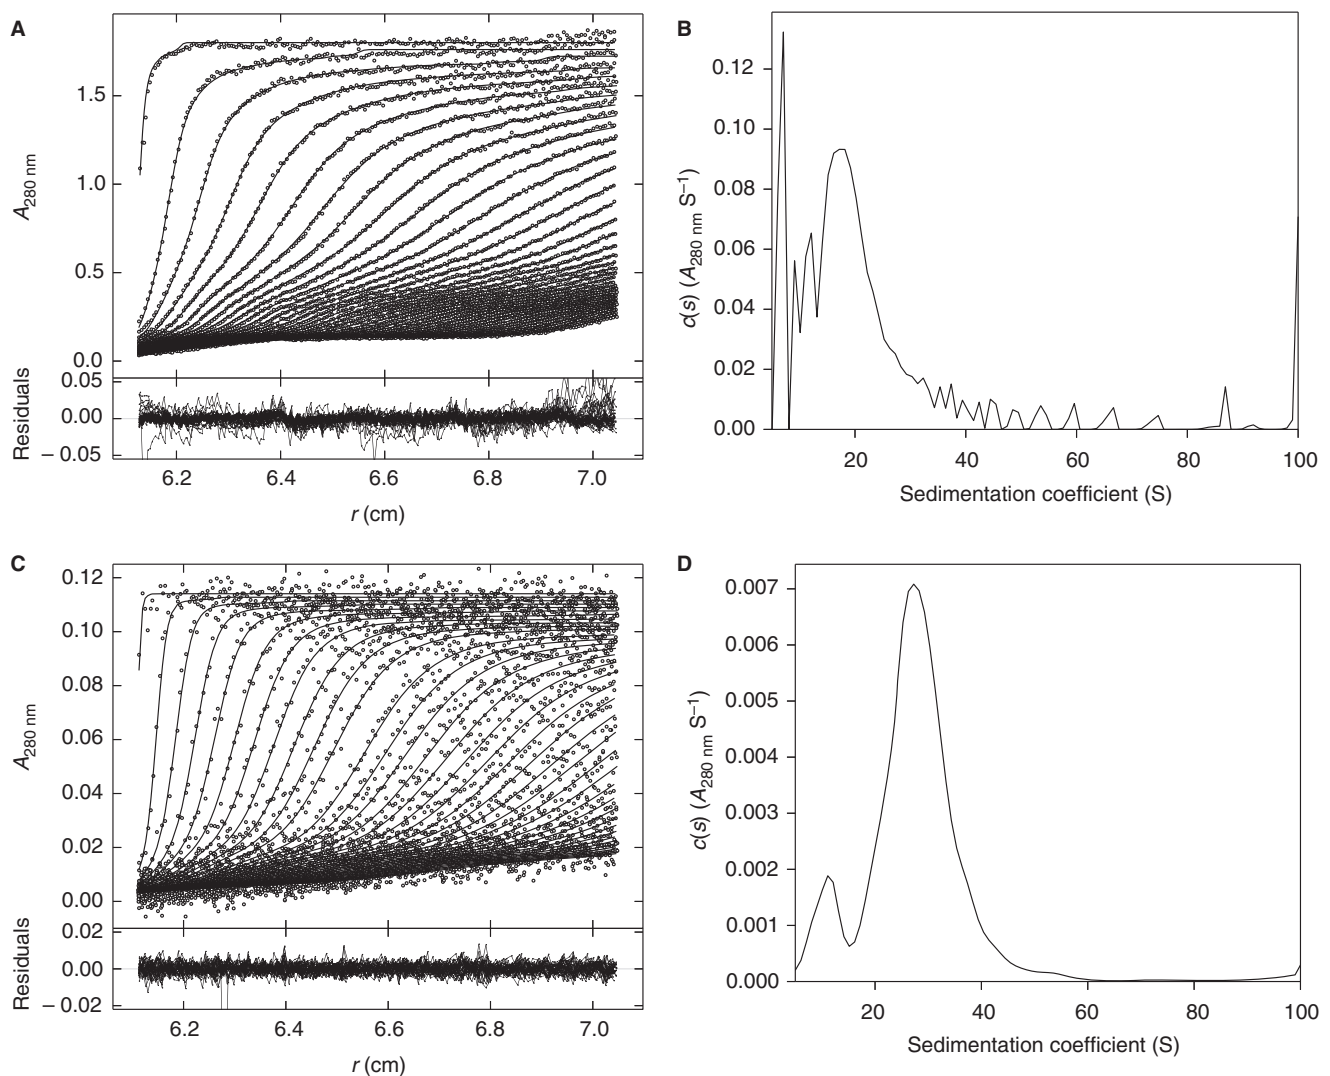 A
A280 nm
1.5
1.0
0.5
0.0
Residuals
0.05
0.00
– 0.05
6.2 6.4 6.6 6.8 7.0
r (cm)
B
c(s) (A280 nm S–1)
0.12
0.10
0.08
0.06
0.04
0.02
0.00
20 40 60 80 100
Sedimentation coefficient (S)
C
A280 nm
0.12
0.10
0.08
0.06
0.04
0.02
0.00
Residuals
0.02
0.00
– 0.02
6.2 6.4 6.6 6.8 7.0
r (cm)
D
c(s) (A280 nm S–1)
0.007
0.006
0.005
0.004
0.003
0.002
0.001
0.000
20 40 60 80 100
Sedimentation coefficient (S)